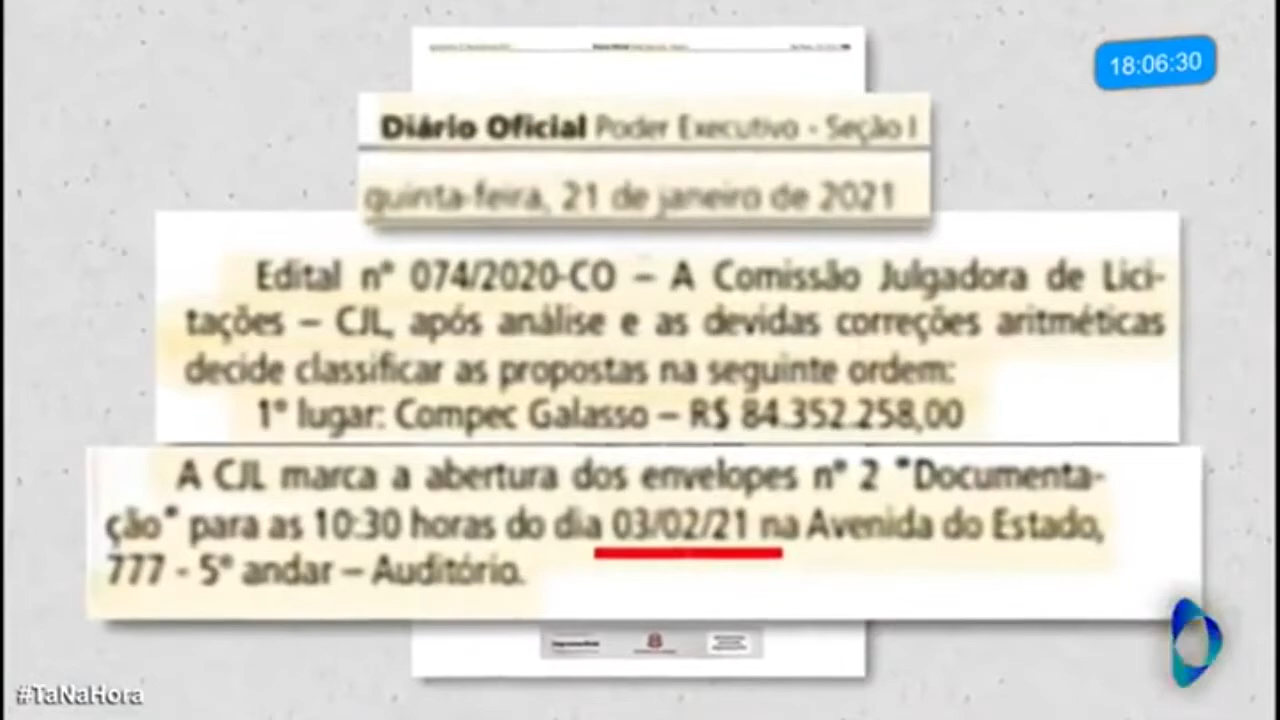 18:06:30
Diário Oficial Poder Executivo - Seção I
quinta-feira, 21 de janeiro de 2021
Edital nº 074/2020-CO – A Comissão Julgadora de Lici-
tações – CJL, após análise e as devidas correções aritméticas
decide classificar as propostas na seguinte ordem:
1º lugar: Compec Galasso – R$ 84.352.258,00
A CJL marca a abertura dos envelopes nº 2 "Documenta-
ção" para as 10:30 horas do dia 03/02/21 na Avenida do Estado,
777 - 5º andar – Auditório.
#TaNaHora